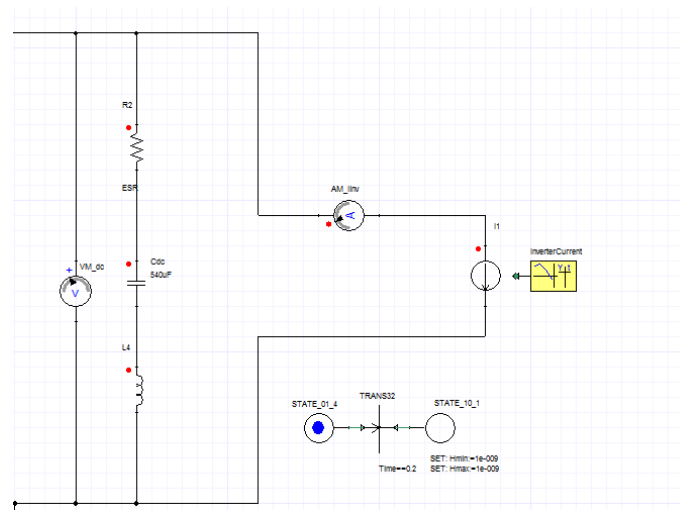 R2
ESR
AM_Iinv
A
I1
InverterCurrent
Y t
+ VM_dc
V
Cdc
540uF
L4
TRANS32
STATE_01_4
STATE_10_1
Time==0.2
SET: Hmin:=1e-009
SET: Hmax:=1e-009